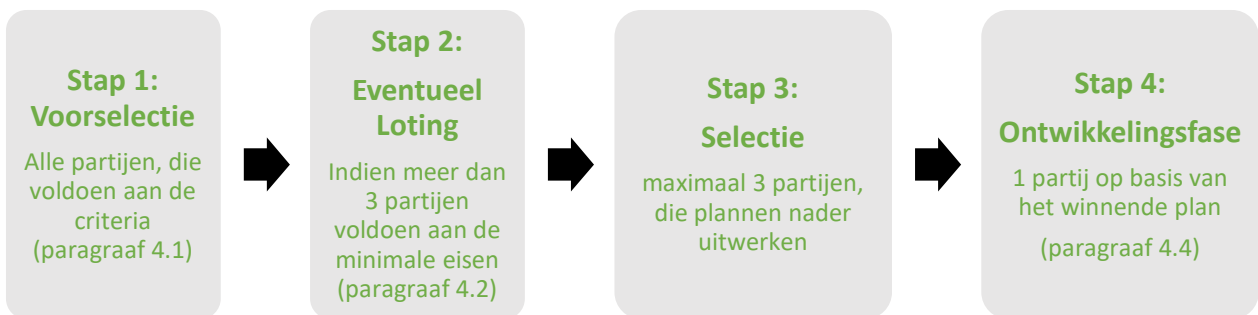 Stap 1:
Voorselectie
Alle partijen, die
voldoen aan de
criteria
(paragraaf 4.1)
Stap 2:
Eventueel
Loting
Indien meer dan
3 partijen
voldoen aan de
minimale eisen
(paragraaf 4.2)
Stap 3:
Selectie
maximaal 3 partijen,
die plannen nader
uitwerken
Stap 4:
Ontwikkelingsfase
1 partij op basis van
het winnende plan
(paragraaf 4.4)